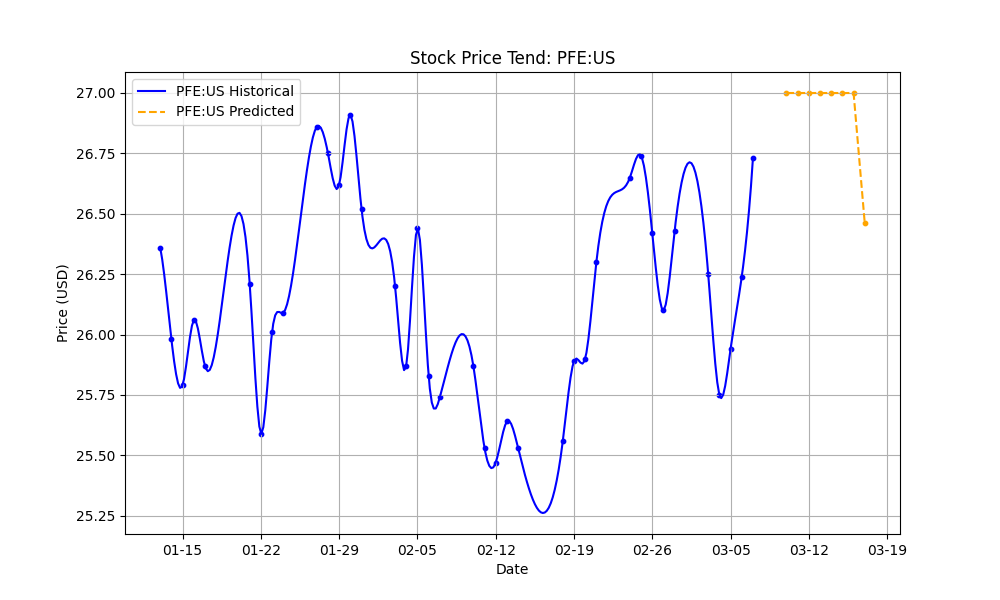 Stock Price Tend: PFE:US
PFE:US Historical
PFE:US Predicted
Price (USD)
27.00
26.75
26.50
26.25
26.00
25.75
25.50
25.25
01-15 01-22 01-29 02-05 02-12 02-19 02-26 03-05 03-12 03-19
Date